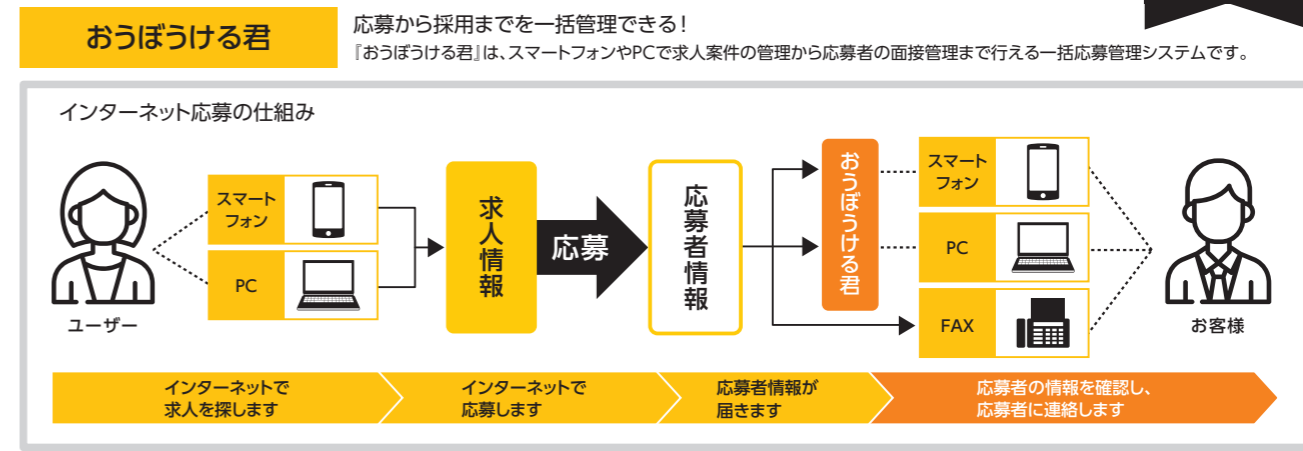 おうぼうける君
応募から採用までを一括管理できる!
『おうぼうける君』は、スマートフォンやPCで求人案件の管理から応募者の面接管理まで行える一括応募管理システムです。
インターネット応募の仕組み
ユーザー
スマート
フォン
PC
求人情報
応募
応募者情報
おうぼうける君
スマート
フォン
PC
FAX
お客様
インターネットで
求人を探します
インターネットで
応募します
応募者情報が
届きます
応募者の情報を確認し、
応募者に連絡します